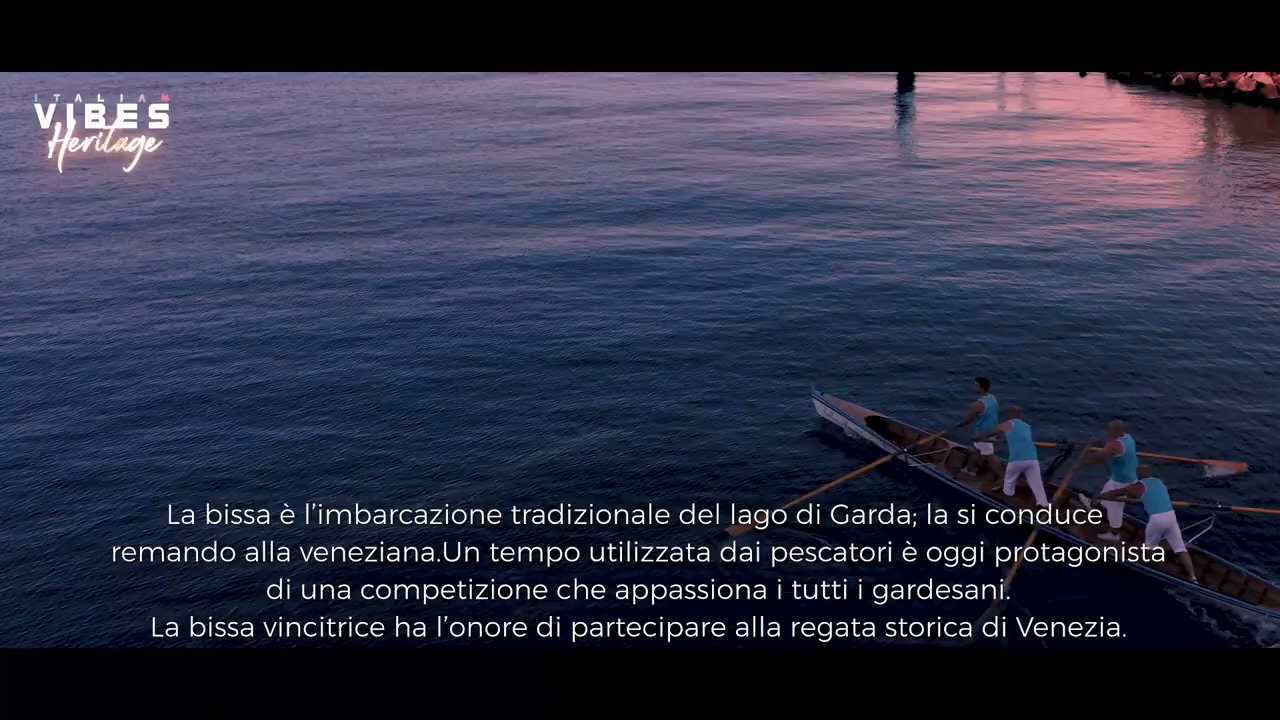 ITALIAN
VIBES
Heritage
La bissa è l’imbarcazione tradizionale del lago di Garda; la si conduce
remando alla veneziana.Un tempo utilizzata dai pescatori è oggi protagonista
di una competizione che appassiona i tutti i gardesani.
La bissa vincitrice ha l’onore di partecipare alla regata storica di Venezia.